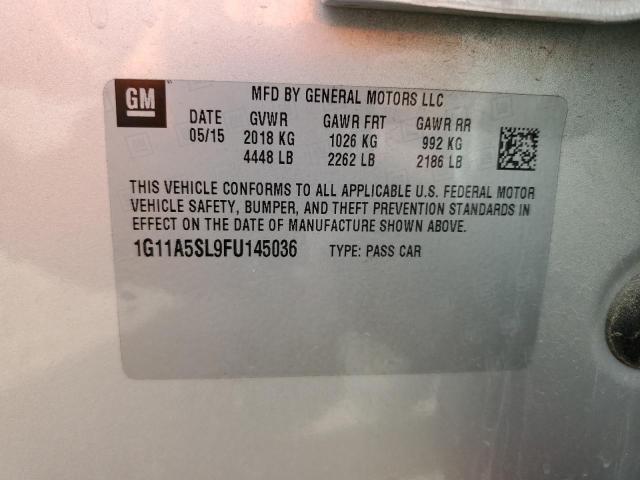 GM
MFD BY GENERAL MOTORS LLC
DATE GVWR GAWR FRT GAWR RR
05/15 2018 KG 1026 KG 992 KG
4448 LB 2262 LB 2186 LB
THIS VEHICLE CONFORMS TO ALL APPLICABLE U.S. FEDERAL MOTOR
VEHICLE SAFETY, BUMPER, AND THEFT PREVENTION STANDARDS IN
EFFECT ON THE DATE OF MANUFACTURE SHOWN ABOVE.
1G11A5SL9FU145036 TYPE: PASS CAR